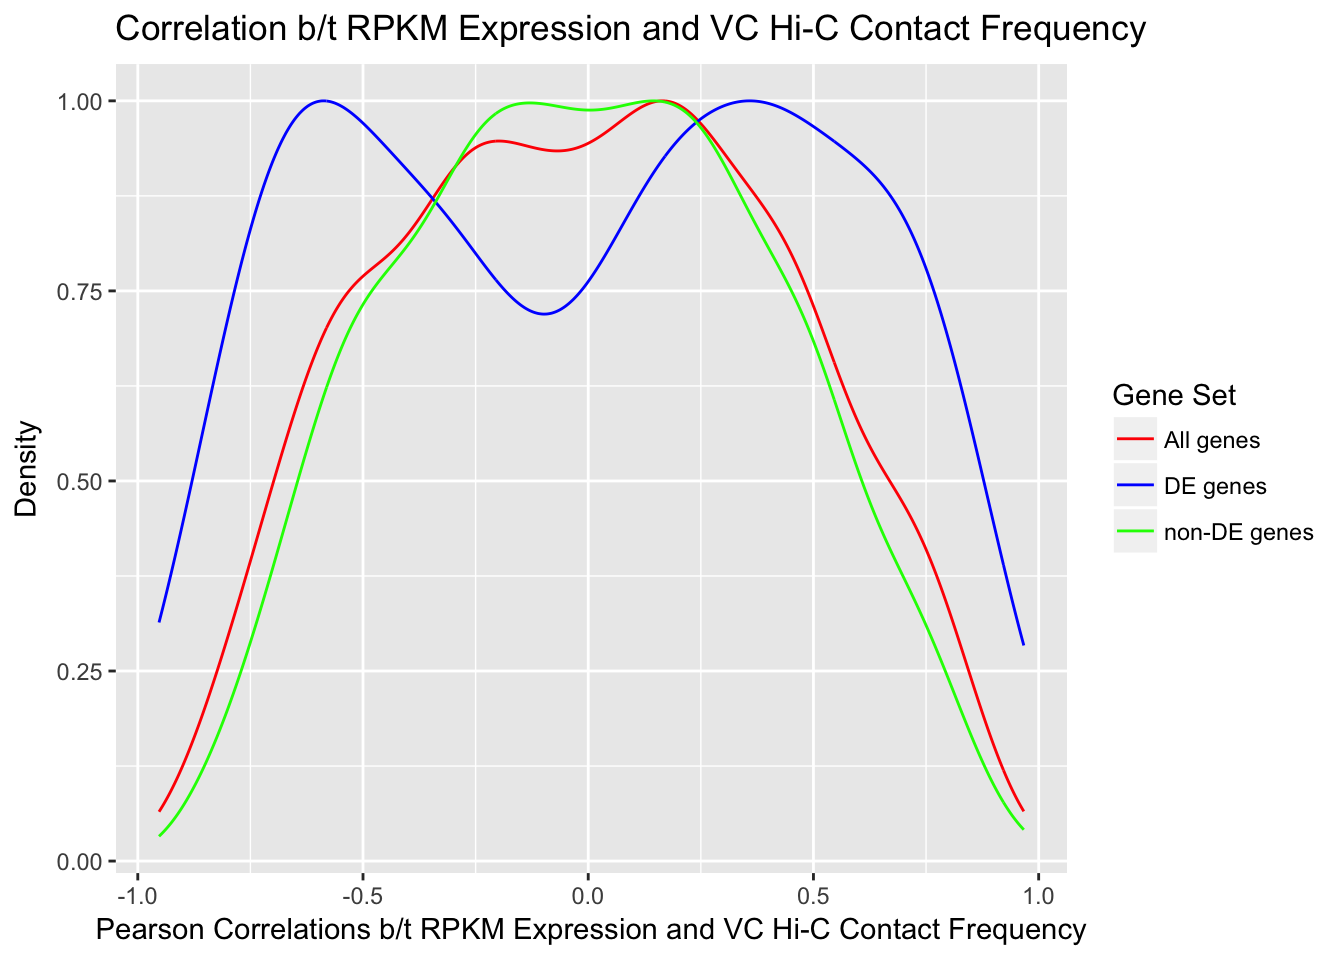 Correlation b/t RPKM Expression and VC Hi-C Contact Frequency
Density
1.00
0.75
0.50
0.25
0.00
-1.0
-0.5
0.0
0.5
1.0
Pearson Correlations b/t RPKM Expression and VC Hi-C Contact Frequency
Gene Set
All genes
DE genes
non-DE genes